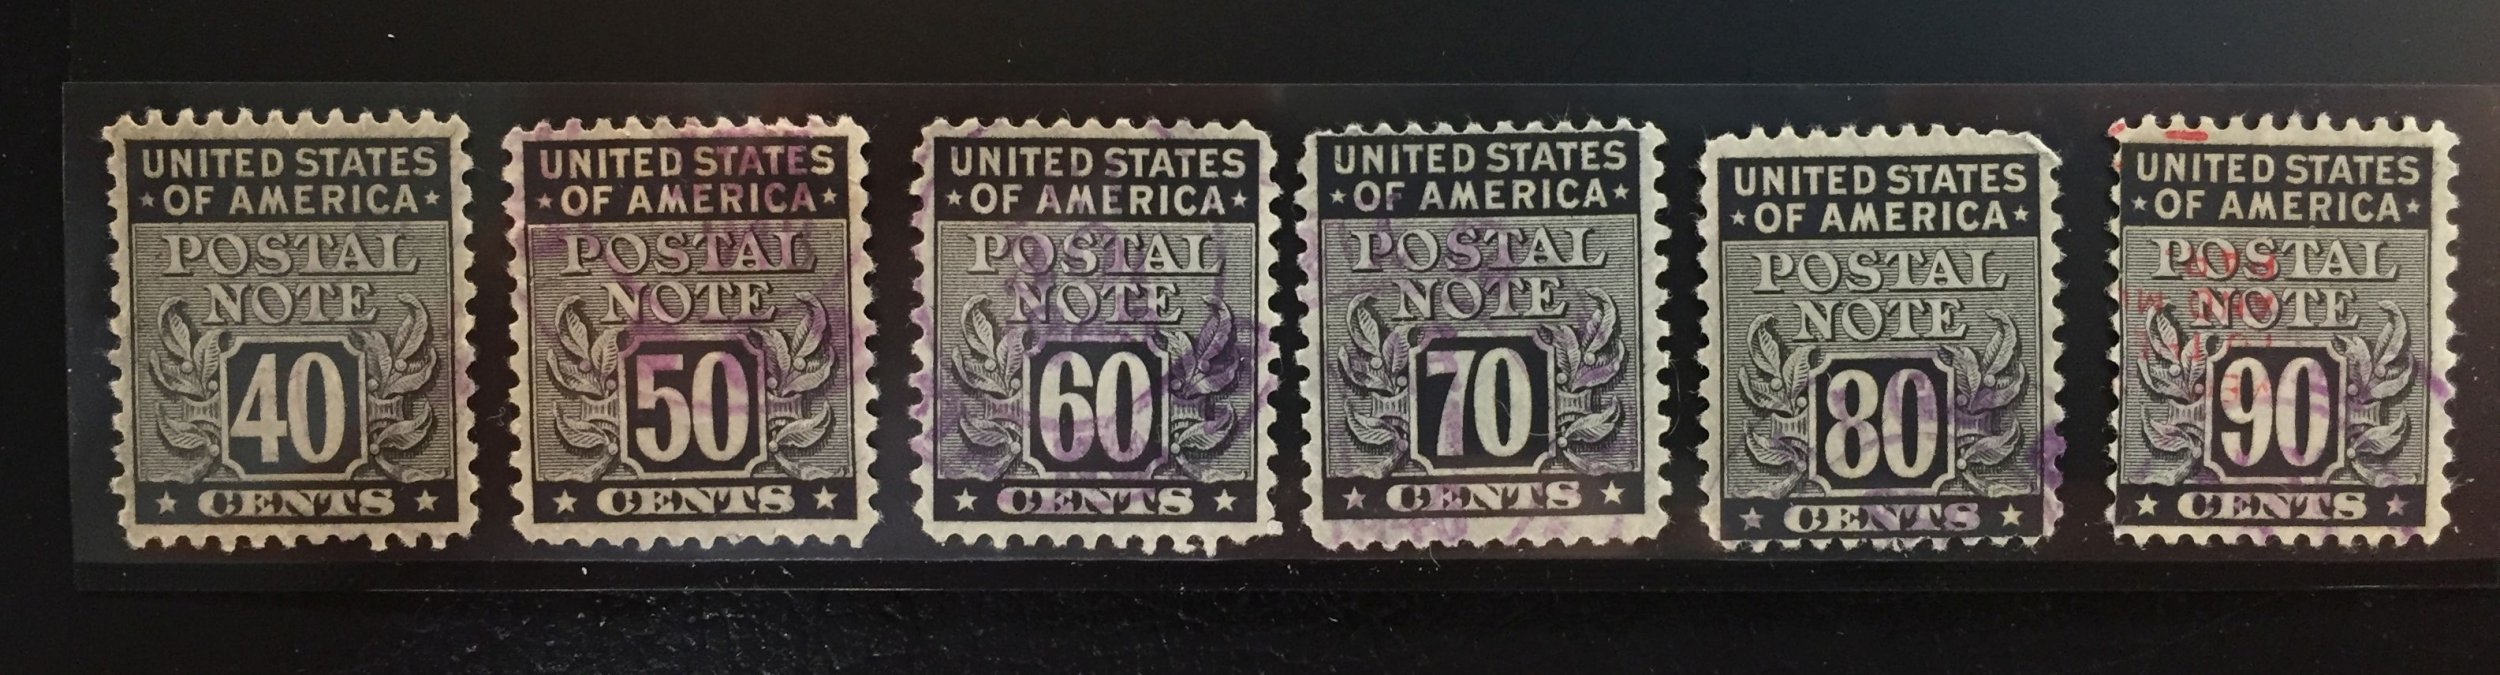 UNITED STATES
★ OF AMERICA ★
POSTAL
NOTE
40
★ CENTS ★
UNITED STATES
★ OF AMERICA ★
POSTAL
NOTE
50
★ CENTS ★
UNITED STATES
★ OF AMERICA ★
POSTAL
NOTE
60
★ CENTS ★
UNITED STATES
★ OF AMERICA ★
POSTAL
NOTE
70
★ CENTS ★
UNITED STATES
★ OF AMERICA ★
POSTAL
NOTE
80
★ CENTS ★
UNITED STATES
★ OF AMERICA ★
POSTAL
NOTE
90
★ CENTS ★